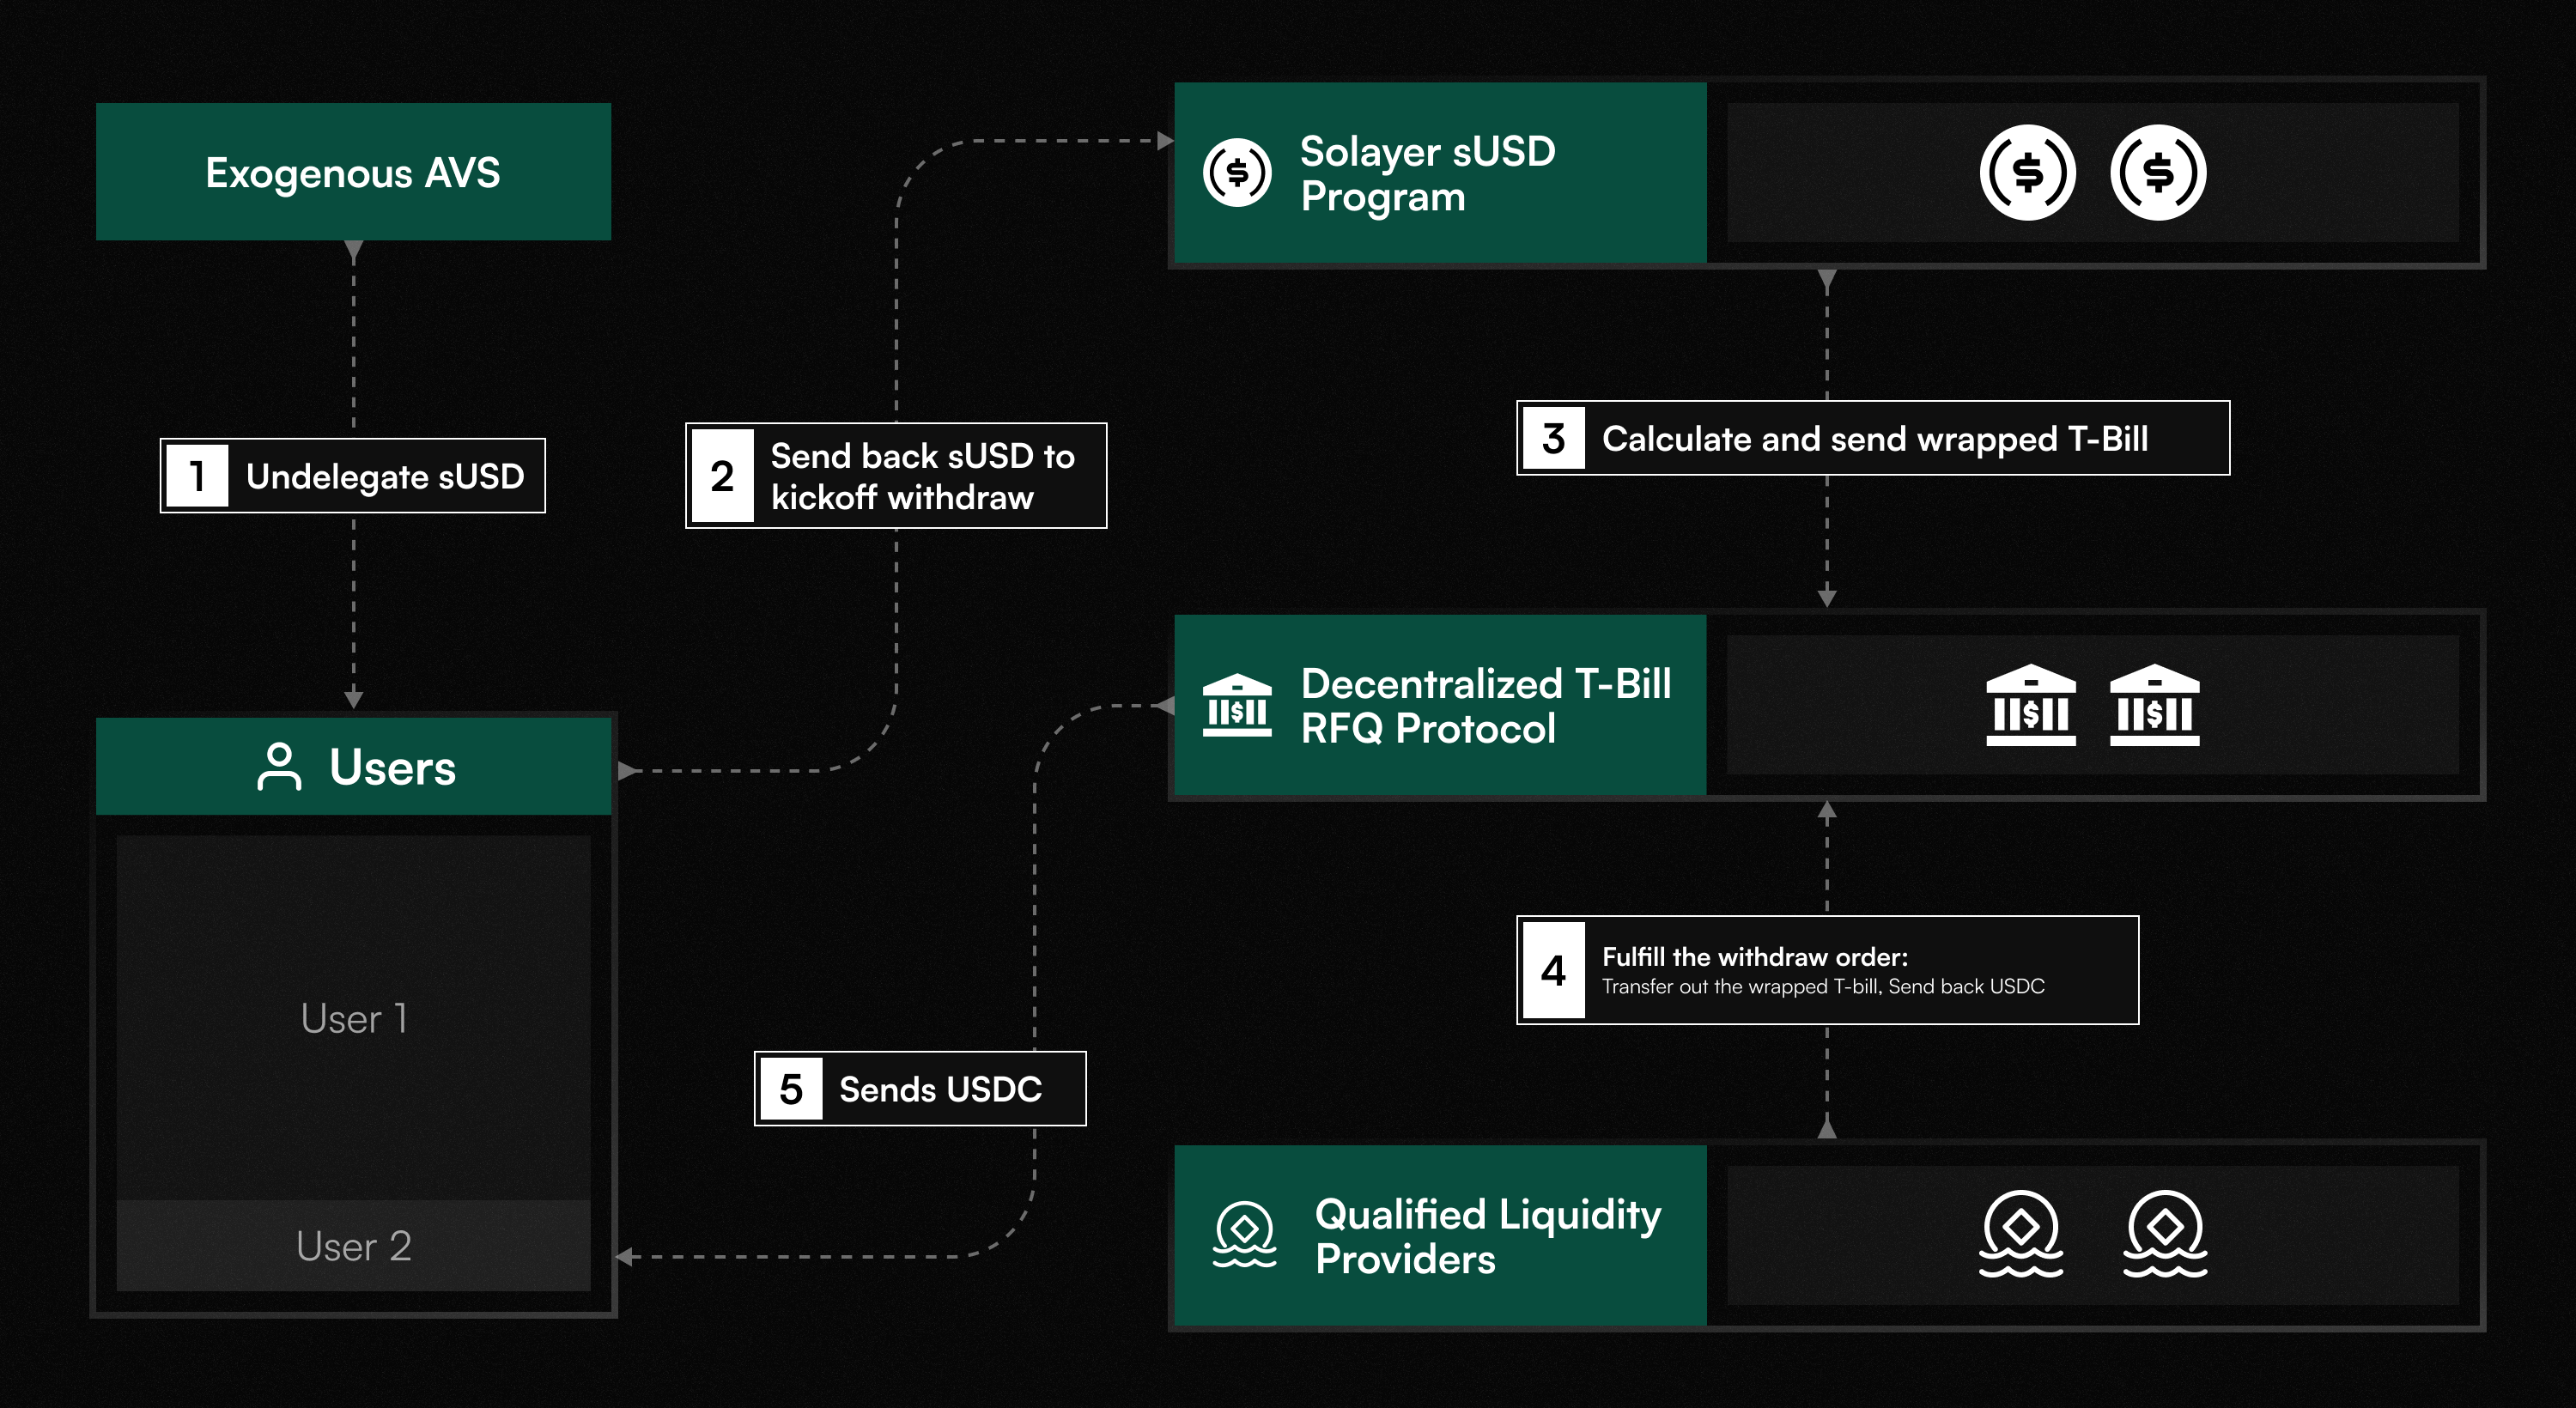 Exogenous AVS
1
Undelegate sUSD
Users
User 1
User 2
2
Send back sUSD to
kickoff withdraw
5
Sends USDC
Solayer sUSD
Program
3
Calculate and send wrapped T-Bill
Decentralized T-Bill
RFQ Protocol
4
Fulfill the withdraw order:
Transfer out the wrapped T-bill, Send back USDC
Qualified Liquidity
Providers